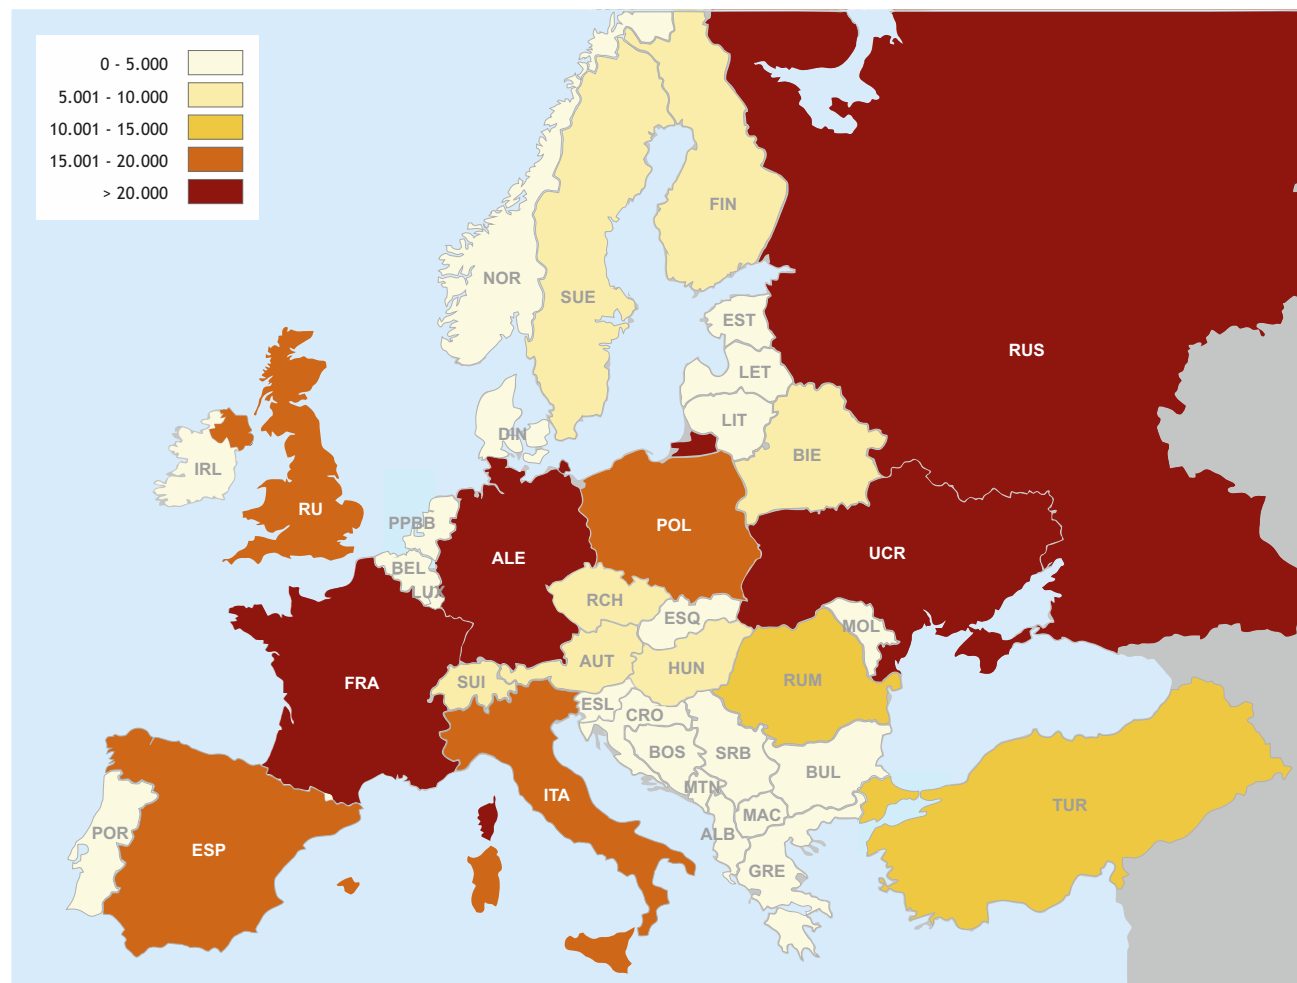 0 - 5.000
5.001 - 10.000
10.001 - 15.000
15.001 - 20.000
> 20.000
FIN
NOR
SUE
EST
RUS
LET
LIT
DIN
BIE
IRL
RU
PPBB
POL
ALE
UCR
BEL
LUX
RCH
ESQ
MOL
AUT
HUN
SUI
FRA
RUM
ESL
CRO
BOS
SRB
BUL
MTN
ITA
TUR
MAC
POR
ALB
ESP
GRE